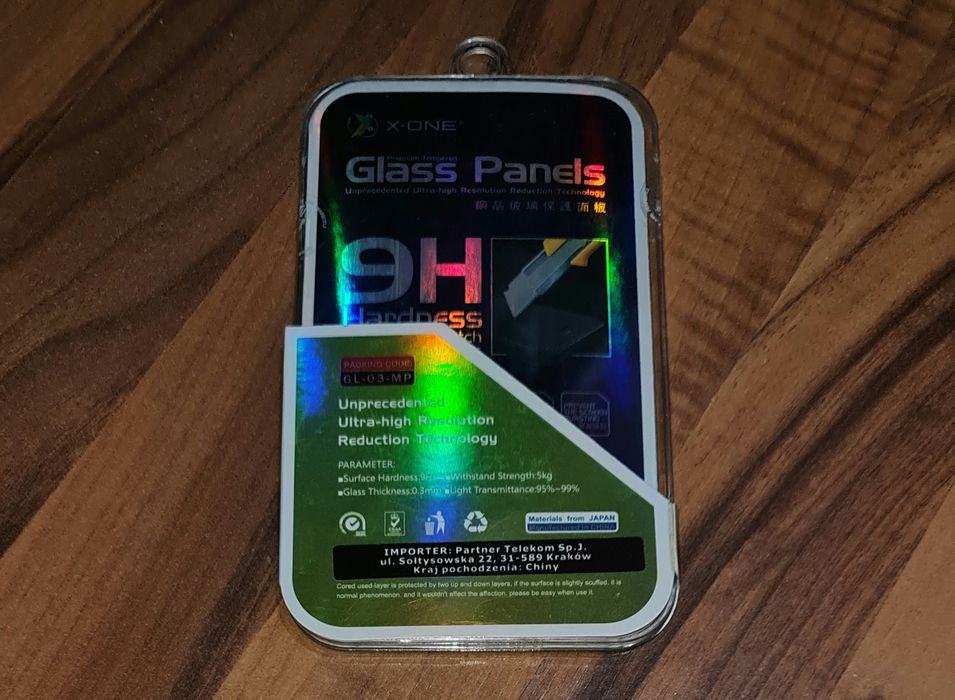 X·ONE®
Premium Tempered
Glass Panels
Unprecedented Ultra-high Resolution Reduction Technology
鋼晶玻璃保護面板
9H
Hardness
tch
PACKING CODE
GL-03-MP
PREVENT
THE SCREEN
Unprecedented
Ultra-high Resolution
Reduction Technology
PARAMETER:
■Surface Hardness:9H ■Withstand Strength:5kg
■Glass Thickness:0.3mm ■Light Transmittance:95%~99%
Materials from JAPAN
Manufactured in CHINA
IMPORTER: Partner Telekom Sp.J.
ul. Sołtysowska 22, 31-589 Kraków
Kraj pochodzenia: Chiny
Cored used-layer is protected by two up and down layers, if the surface is slightly scuffed, it is
normal phenomenon, and it wouldn't affect the affection, please be easy when use it.